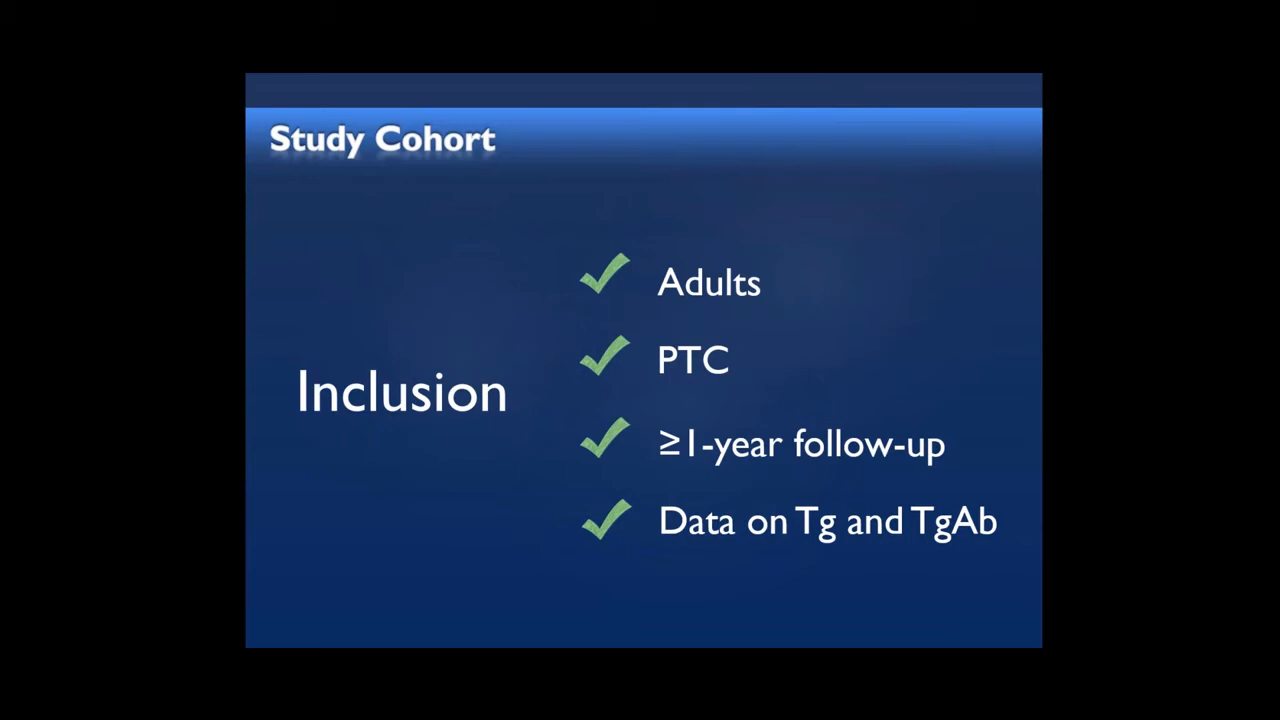 Study Cohort
Inclusion
Adults
PTC
≥1-year follow-up
Data on Tg and TgAb